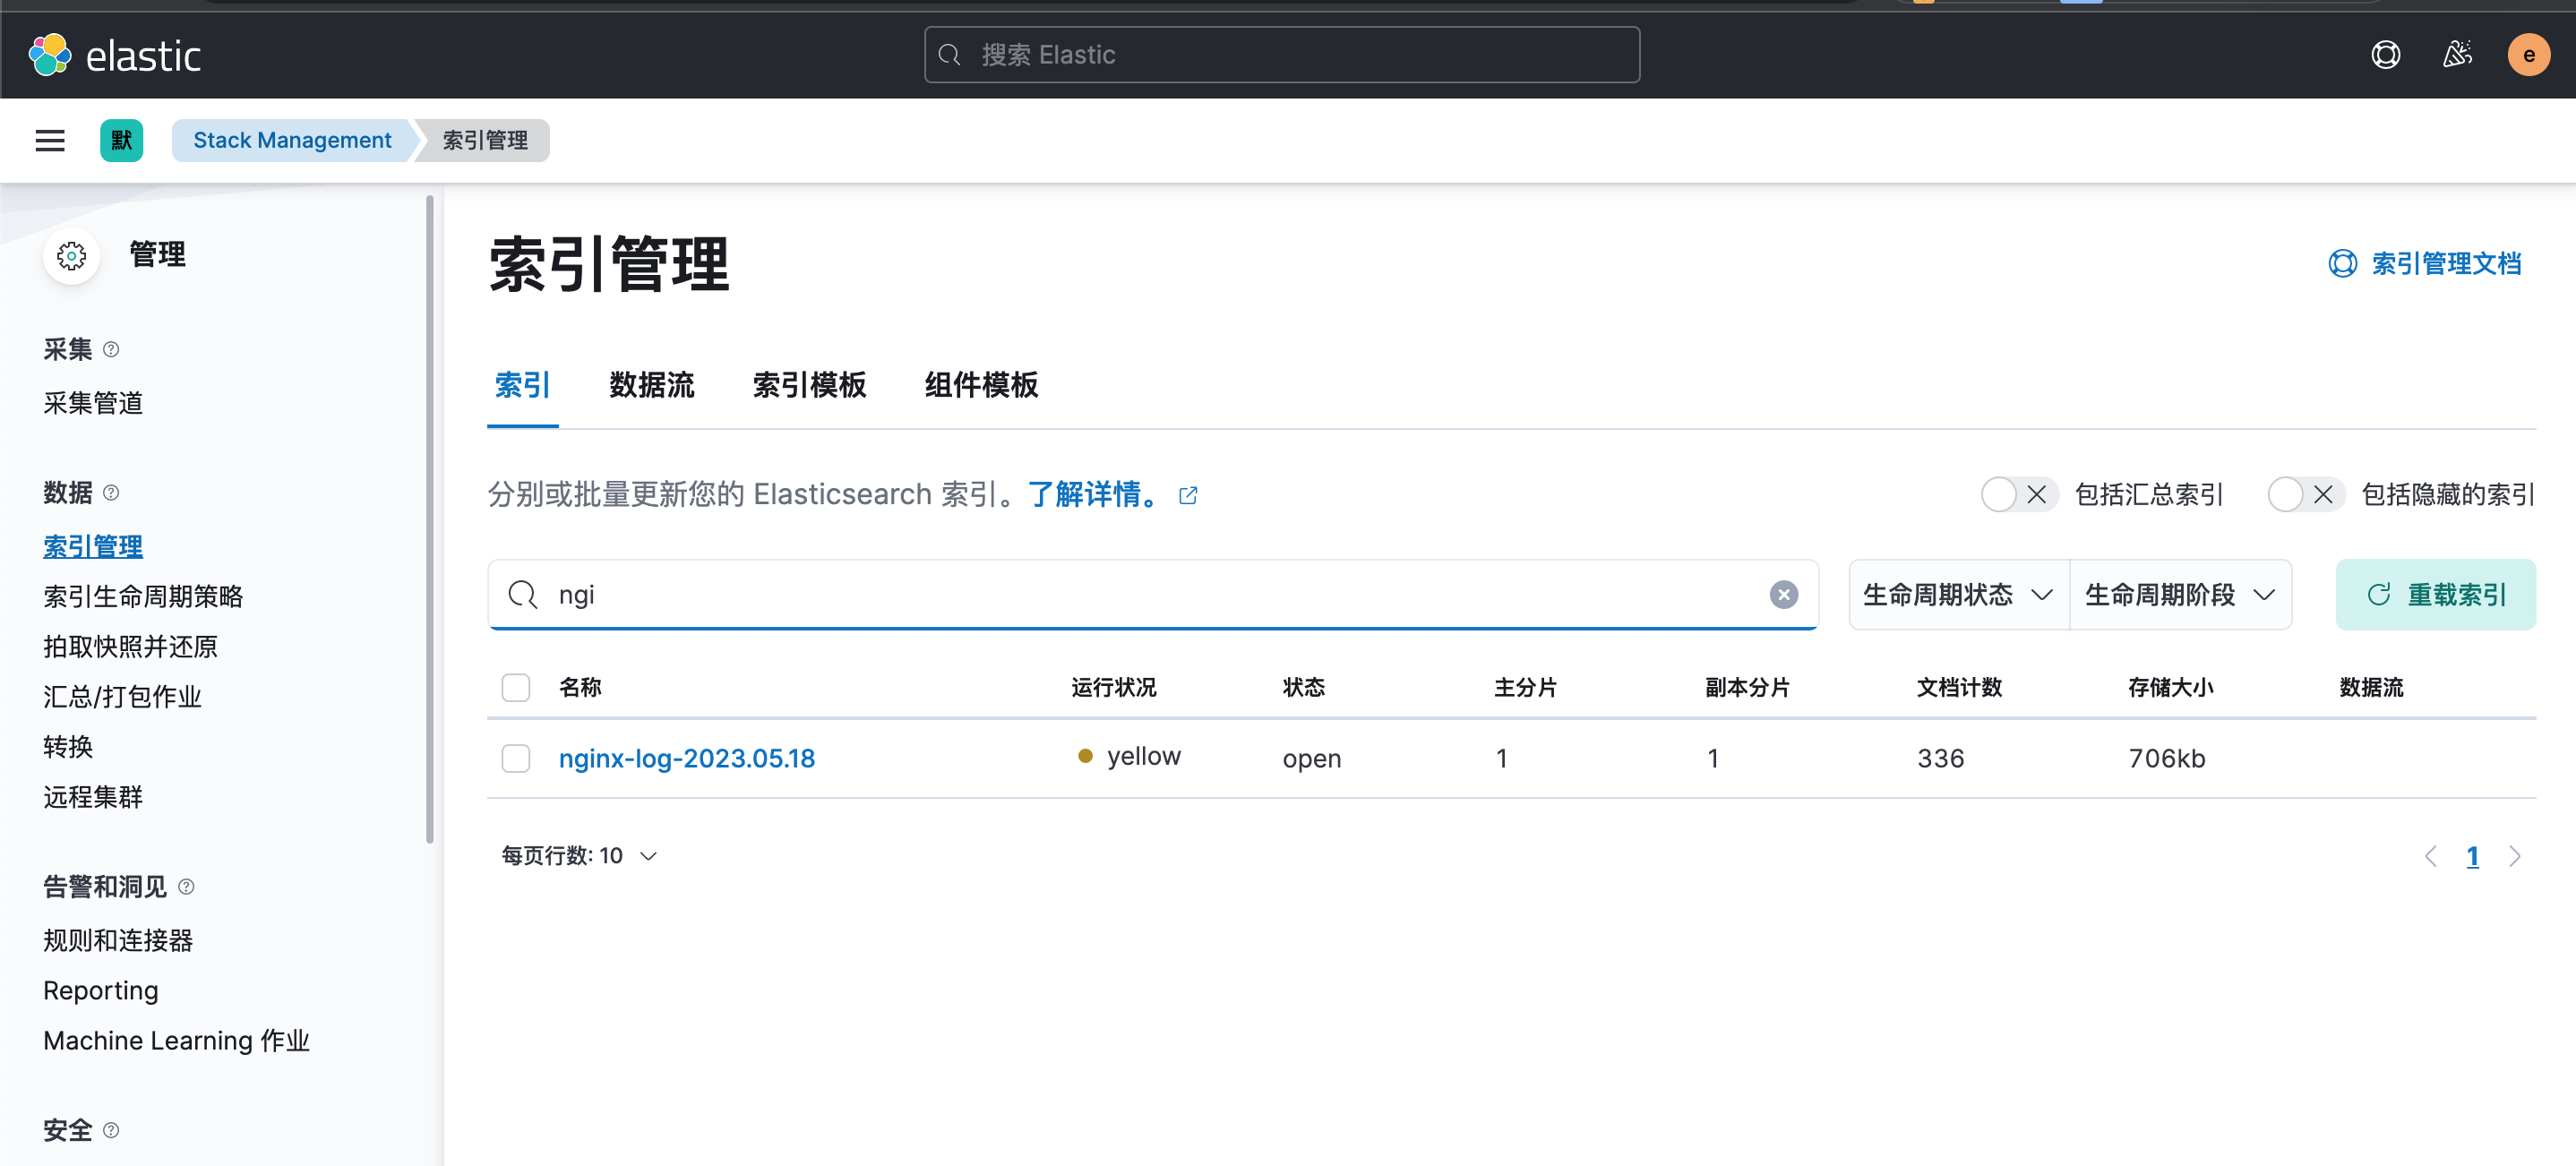 elastic
搜索 Elastic
e
默
Stack Management
索引管理
管理
采集
采集管道
数据
索引管理
索引生命周期策略
拍取快照并还原
汇总/打包作业
转换
远程集群
告警和洞见
规则和连接器
Reporting
Machine Learning 作业
安全
索引管理
索引管理文档
索引 数据流 索引模板 组件模板
分别或批量更新您的 Elasticsearch 索引。了解详情。
包括汇总索引 包括隐藏的索引
ngi
生命周期状态 生命周期阶段 重载索引
名称 运行状况 状态 主分片 副本分片 文档计数 存储大小 数据流
nginx-log-2023.05.18 yellow open 1 1 336 706kb
每页行数: 10
1